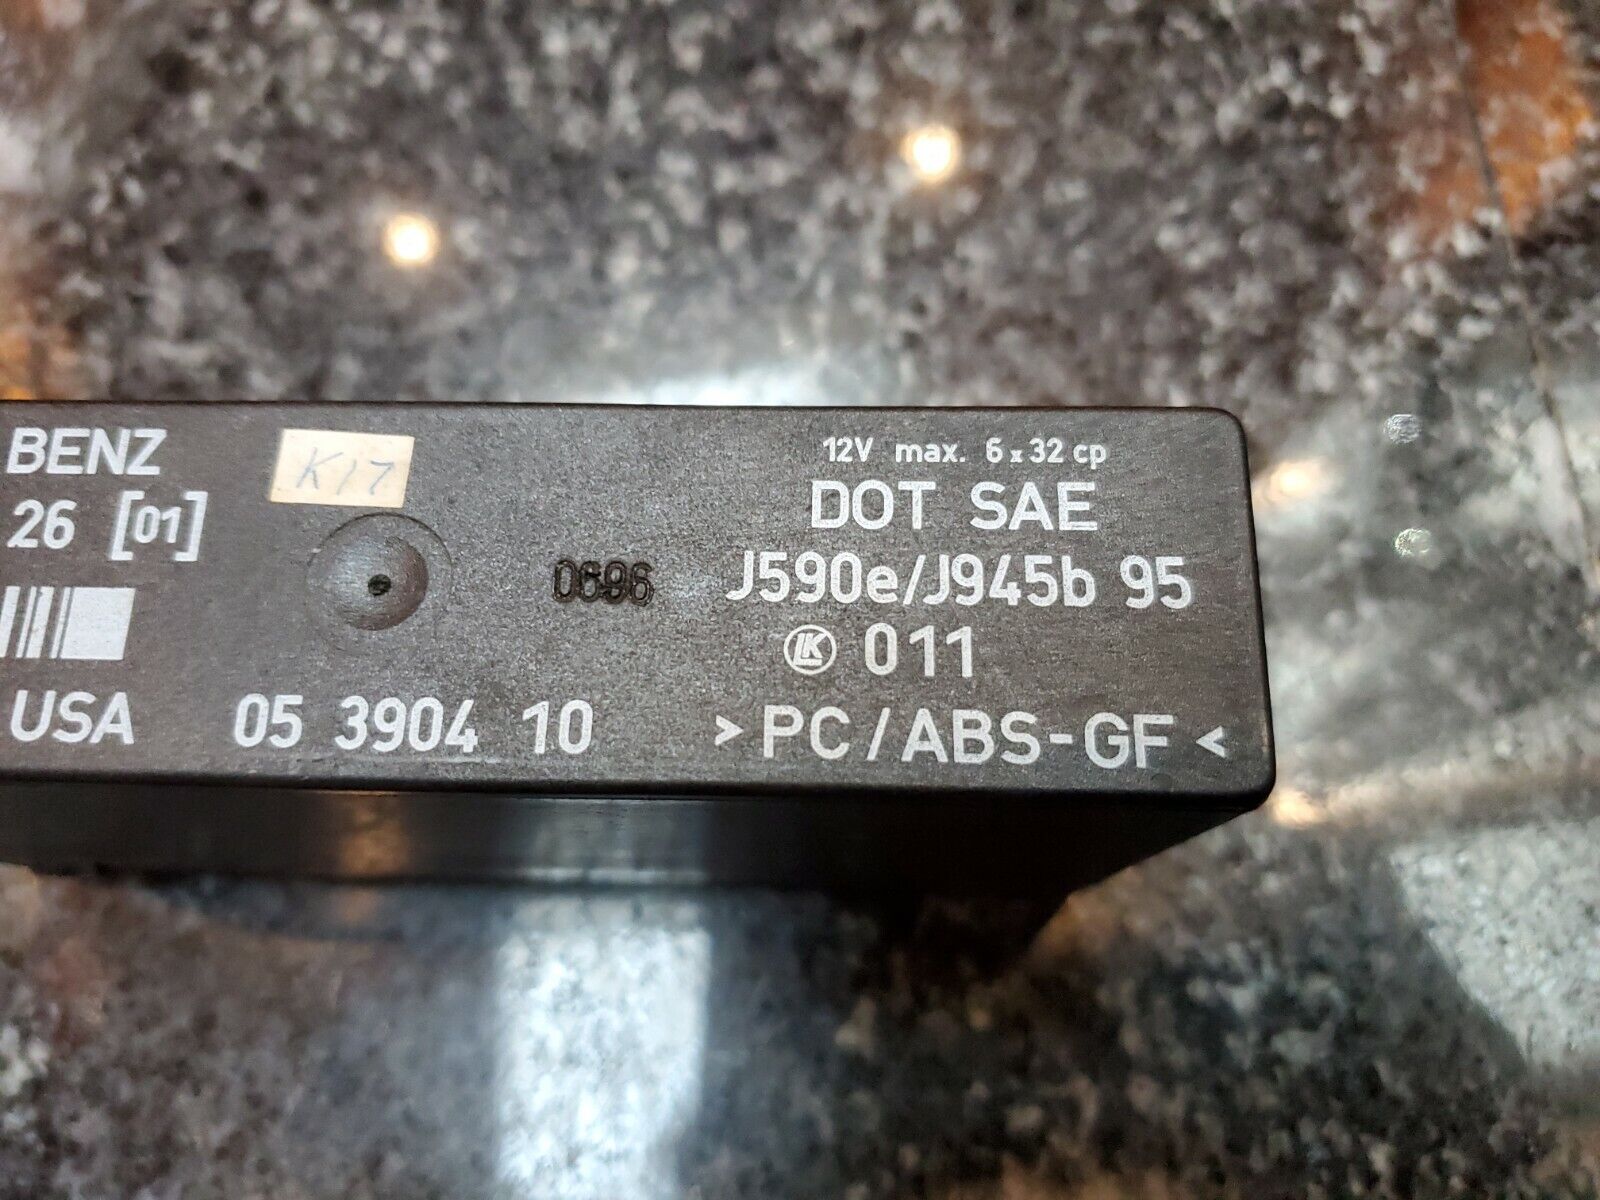 BENZ
26 [01]
K17
0696
12V max. 6 x 32 cp
DOT SAE
J590e/J945b 95
LK 011
USA 05 3904 10
> PC / ABS-GF <